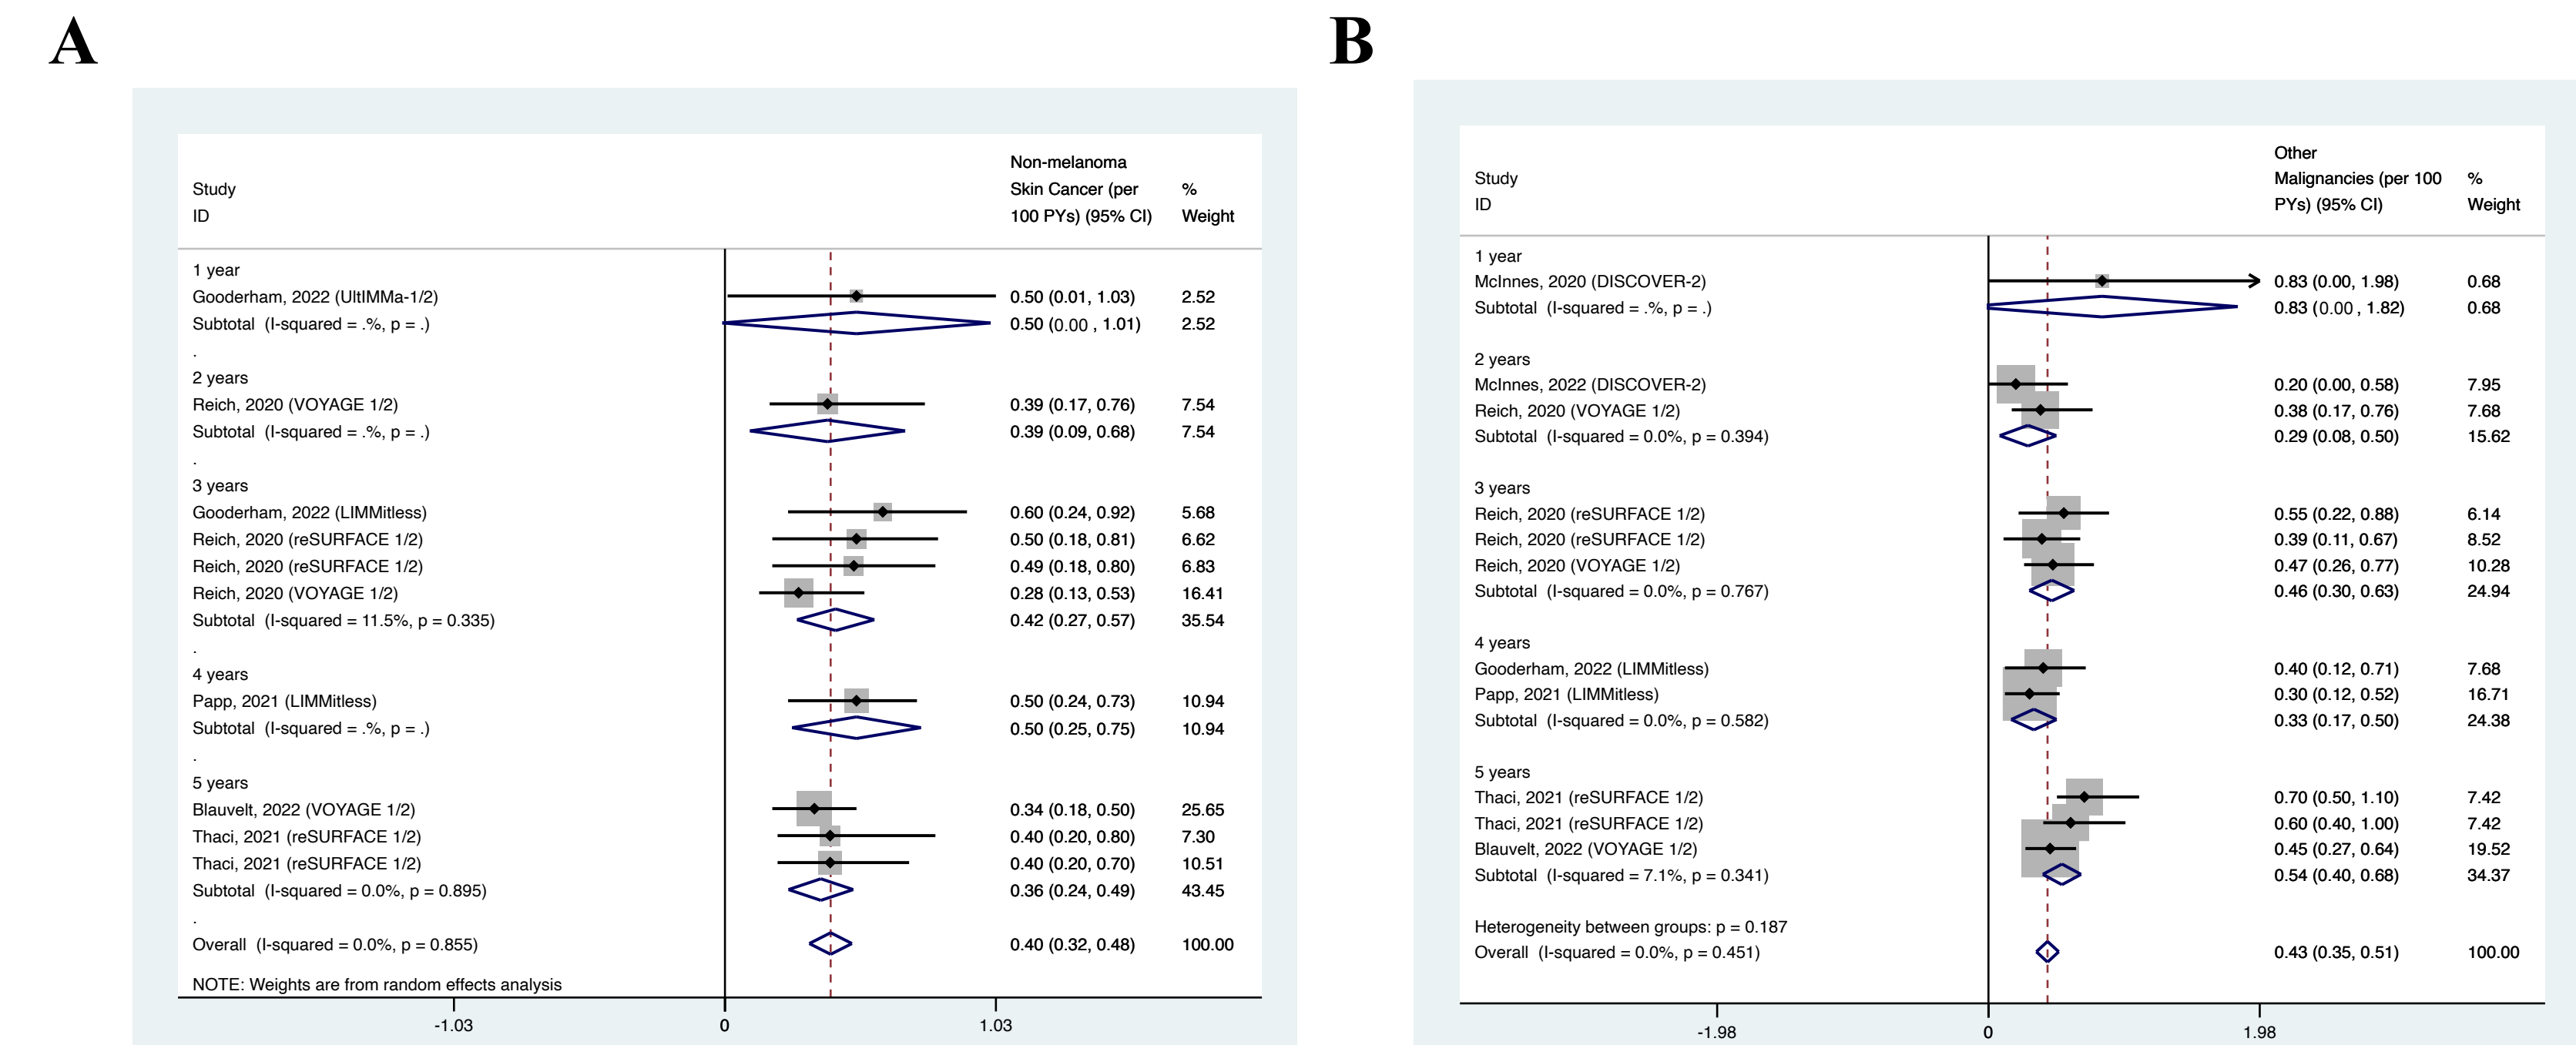 A
Non-melanoma
Study Skin Cancer (per %
ID 100 PYs) (95% CI) Weight
1 year
Gooderham, 2022 (UltIMMa-1/2) 0.50 (0.01, 1.03) 2.52
Subtotal (I-squared = .%, p = .) 0.50 (0.00 , 1.01) 2.52
.
2 years
Reich, 2020 (VOYAGE 1/2) 0.39 (0.17, 0.76) 7.54
Subtotal (I-squared = .%, p = .) 0.39 (0.09, 0.68) 7.54
.
3 years
Gooderham, 2022 (LIMMitless) 0.60 (0.24, 0.92) 5.68
Reich, 2020 (reSURFACE 1/2) 0.50 (0.18, 0.81) 6.62
Reich, 2020 (reSURFACE 1/2) 0.49 (0.18, 0.80) 6.83
Reich, 2020 (VOYAGE 1/2) 0.28 (0.13, 0.53) 16.41
Subtotal (I-squared = 11.5%, p = 0.335) 0.42 (0.27, 0.57) 35.54
.
4 years
Papp, 2021 (LIMMitless) 0.50 (0.24, 0.73) 10.94
Subtotal (I-squared = .%, p = .) 0.50 (0.25, 0.75) 10.94
.
5 years
Blauvelt, 2022 (VOYAGE 1/2) 0.34 (0.18, 0.50) 25.65
Thaci, 2021 (reSURFACE 1/2) 0.40 (0.20, 0.80) 7.30
Thaci, 2021 (reSURFACE 1/2) 0.40 (0.20, 0.70) 10.51
Subtotal (I-squared = 0.0%, p = 0.895) 0.36 (0.24, 0.49) 43.45
.
Overall (I-squared = 0.0%, p = 0.855) 0.40 (0.32, 0.48) 100.00
NOTE: Weights are from random effects analysis
-1.03 0 1.03
B
Other
Study Malignancies (per 100 %
ID PYs) (95% CI) Weight
1 year
McInnes, 2020 (DISCOVER-2) 0.83 (0.00, 1.98) 0.68
Subtotal (I-squared = .%, p = .) 0.83 (0.00 , 1.82) 0.68
2 years
McInnes, 2022 (DISCOVER-2) 0.20 (0.00, 0.58) 7.95
Reich, 2020 (VOYAGE 1/2) 0.38 (0.17, 0.76) 7.68
Subtotal (I-squared = 0.0%, p = 0.394) 0.29 (0.08, 0.50) 15.62
3 years
Reich, 2020 (reSURFACE 1/2) 0.55 (0.22, 0.88) 6.14
Reich, 2020 (reSURFACE 1/2) 0.39 (0.11, 0.67) 8.52
Reich, 2020 (VOYAGE 1/2) 0.47 (0.26, 0.77) 10.28
Subtotal (I-squared = 0.0%, p = 0.767) 0.46 (0.30, 0.63) 24.94
4 years
Gooderham, 2022 (LIMMitless) 0.40 (0.12, 0.71) 7.68
Papp, 2021 (LIMMitless) 0.30 (0.12, 0.52) 16.71
Subtotal (I-squared = 0.0%, p = 0.582) 0.33 (0.17, 0.50) 24.38
5 years
Thaci, 2021 (reSURFACE 1/2) 0.70 (0.50, 1.10) 7.42
Thaci, 2021 (reSURFACE 1/2) 0.60 (0.40, 1.00) 7.42
Blauvelt, 2022 (VOYAGE 1/2) 0.45 (0.27, 0.64) 19.52
Subtotal (I-squared = 7.1%, p = 0.341) 0.54 (0.40, 0.68) 34.37
Heterogeneity between groups: p = 0.187
Overall (I-squared = 0.0%, p = 0.451) 0.43 (0.35, 0.51) 100.00
-1.98 0 1.98